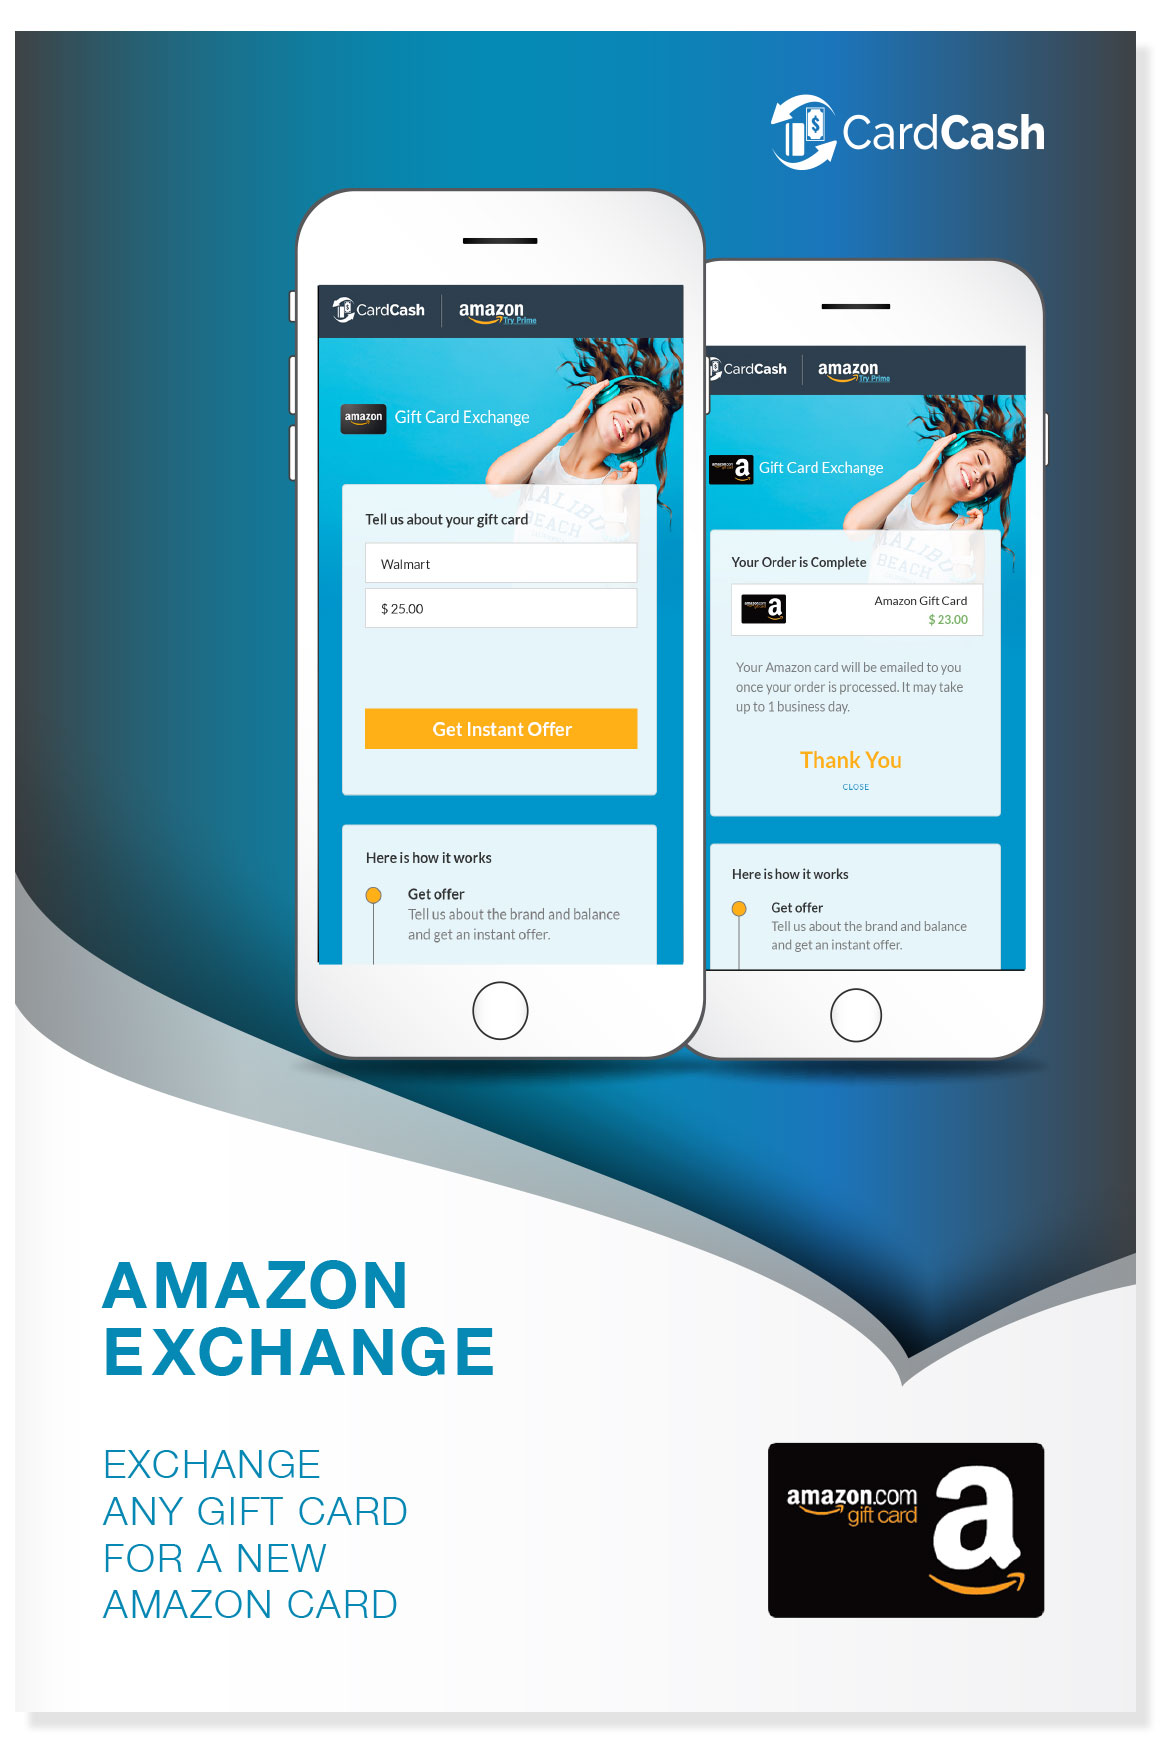 CardCash
CardCash
amazon
Try Prime
amazon
Gift Card Exchange
MALIBU
BEACH
Tell us about your gift card
Walmart
$ 25.00
Get Instant Offer
Here is how it works
Get offer
Tell us about the brand and balance
and get an instant offer.
CardCash
amazon
Try Prime
a
Gift Card Exchange
MALIBU
BEACH
Your Order is Complete
a
Amazon Gift Card
$ 23.00
Your Amazon card will be emailed to you
once your order is processed. It may take
up to 1 business day.
Thank You
CLOSE
Here is how it works
Get offer
Tell us about the brand and balance
and get an instant offer.
AMAZON
EXCHANGE
EXCHANGE
ANY GIFT CARD
FOR A NEW
AMAZON CARD
amazon.com
gift card
a